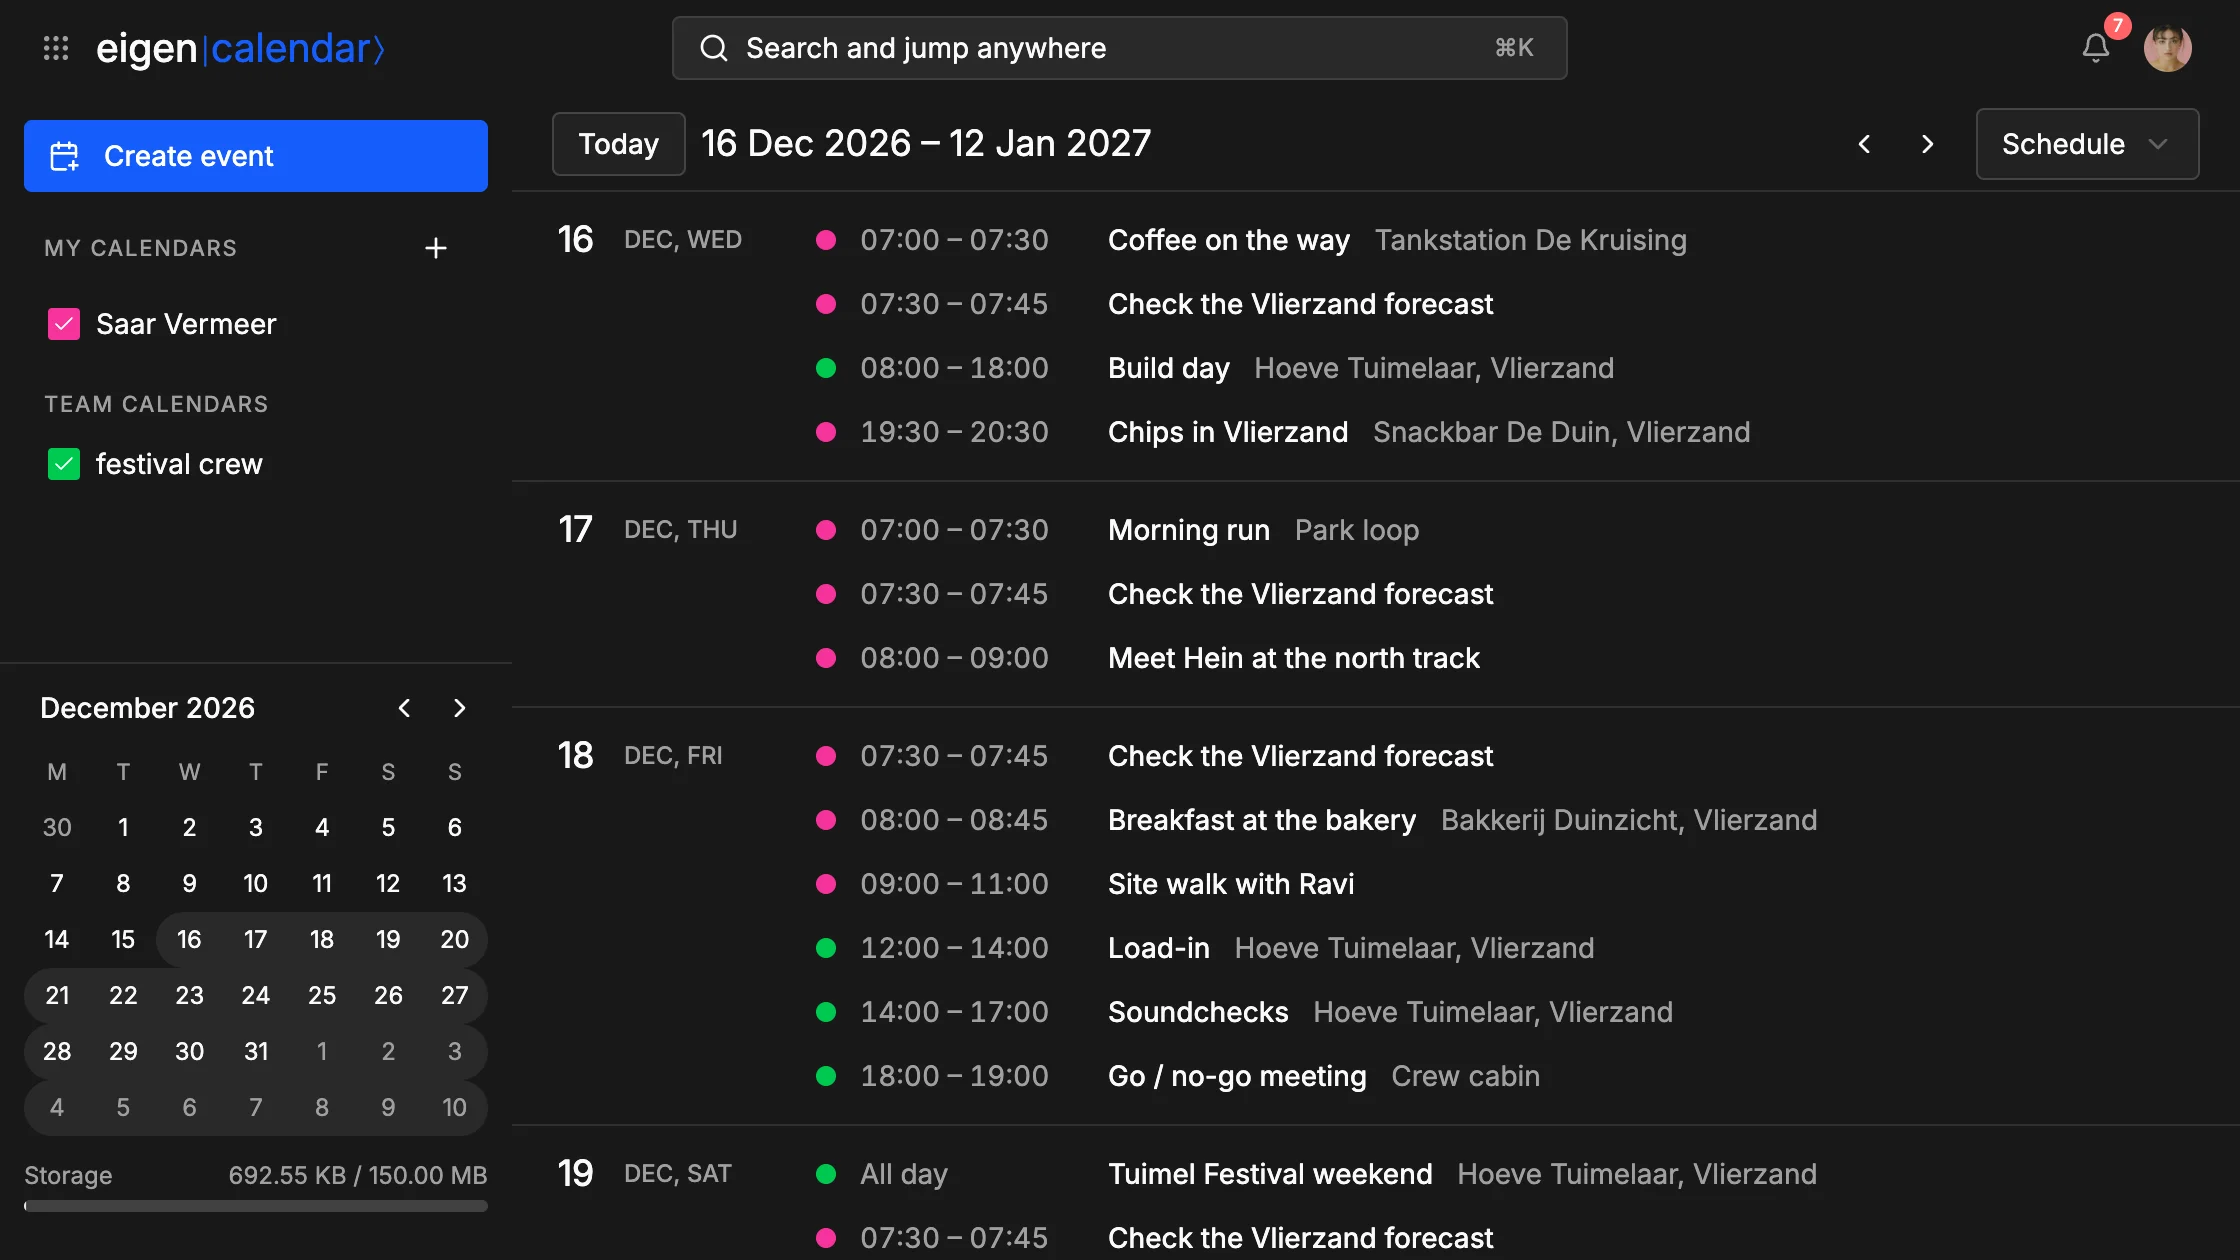 eigen|calendar⟩
Search and jump anywhere ⌘K
7
Create event
Today 16 Dec 2026 – 12 Jan 2027
Schedule
MY CALENDARS
Saar Vermeer
TEAM CALENDARS
festival crew
December 2026
M T W T F S S
30 1 2 3 4 5 6
7 8 9 10 11 12 13
14 15 16 17 18 19 20
21 22 23 24 25 26 27
28 29 30 31 1 2 3
4 5 6 7 8 9 10
Storage 692.55 KB / 150.00 MB
16 DEC, WED 07:00 – 07:30 Coffee on the way Tankstation De Kruising
07:30 – 07:45 Check the Vlierzand forecast
08:00 – 18:00 Build day Hoeve Tuimelaar, Vlierzand
19:30 – 20:30 Chips in Vlierzand Snackbar De Duin, Vlierzand
17 DEC, THU 07:00 – 07:30 Morning run Park loop
07:30 – 07:45 Check the Vlierzand forecast
08:00 – 09:00 Meet Hein at the north track
18 DEC, FRI 07:30 – 07:45 Check the Vlierzand forecast
08:00 – 08:45 Breakfast at the bakery Bakkerij Duinzicht, Vlierzand
09:00 – 11:00 Site walk with Ravi
12:00 – 14:00 Load-in Hoeve Tuimelaar, Vlierzand
14:00 – 17:00 Soundchecks Hoeve Tuimelaar, Vlierzand
18:00 – 19:00 Go / no-go meeting Crew cabin
19 DEC, SAT All day Tuimel Festival weekend Hoeve Tuimelaar, Vlierzand
07:30 – 07:45 Check the Vlierzand forecast